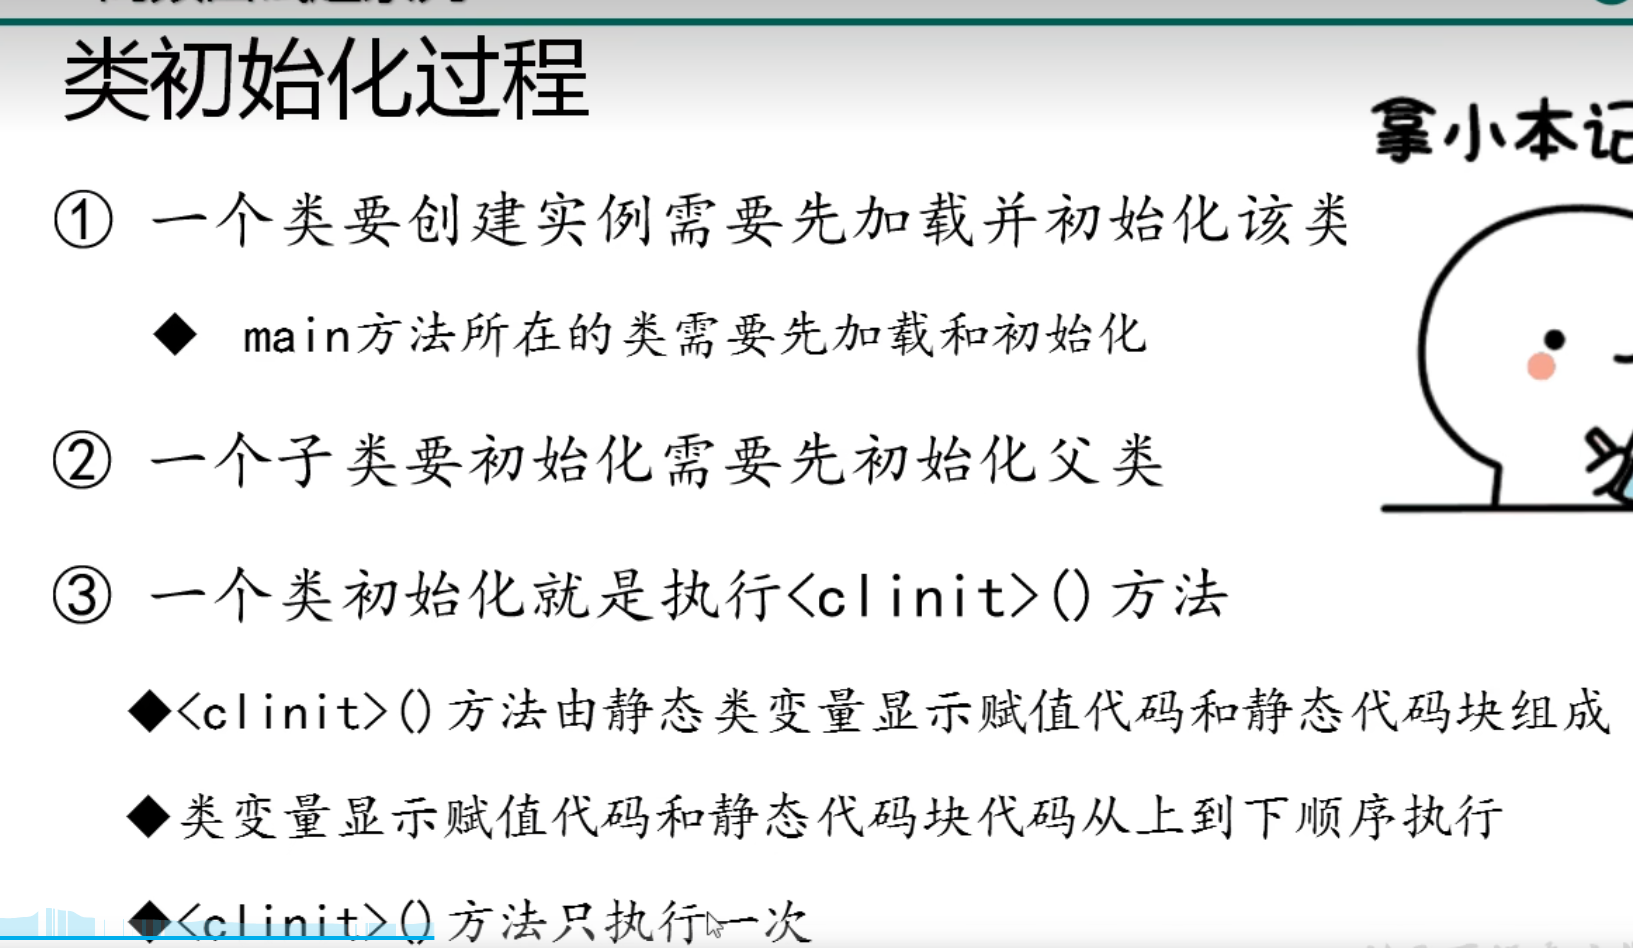 类初始化过程
拿小本记
① 一个类要创建实例需要先加载并初始化该类
◆ main方法所在的类需要先加载和初始化
② 一个子类要初始化需要先初始化父类
③ 一个类初始化就是执行<clinit>()方法
◆<clinit>()方法由静态类变量显示赋值代码和静态代码块组成
◆类变量显示赋值代码和静态代码块代码从上到下顺序执行
◆<clinit>()方法只执行一次